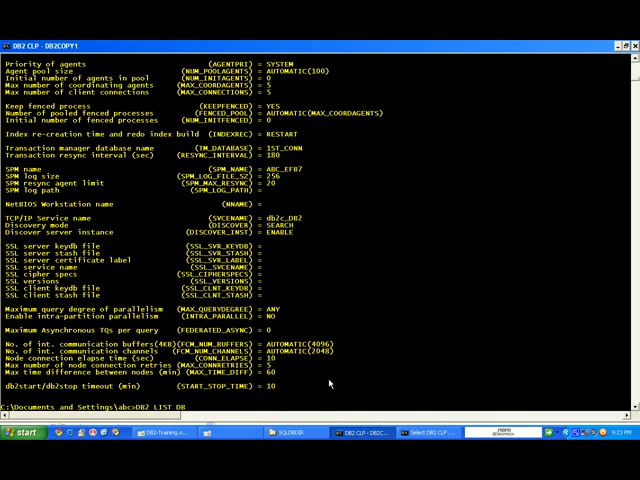 DB2 CLP - DB2COPY1
Priority of agents (AGENTPRI) = SYSTEM
Agent pool size (NUM_POOLAGENTS) = AUTOMATIC(100)
Initial number of agents in pool (NUM_INITAGENTS) = 0
Max number of coordinating agents (MAX_COORDAGENTS) = 5
Max number of client connections (MAX_CONNECTIONS) = 5
Keep fenced process (KEEPFENCED) = YES
Number of pooled fenced processes (FENCED_POOL) = AUTOMATIC(MAX_COORDAGENTS)
Initial number of fenced processes (NUM_INITFENCED) = 0
Index re-creation time and redo index build (INDEXREC) = RESTART
Transaction manager database name (TM_DATABASE) = 1ST_CONN
Transaction resync interval (sec) (RESYNC_INTERVAL) = 180
SPM name (SPM_NAME) = ABC_EFB7
SPM log size (SPM_LOG_FILE_SZ) = 256
SPM resync agent limit (SPM_MAX_RESYNC) = 20
SPM log path (SPM_LOG_PATH) =
NetBIOS Workstation name (NNAME) =
TCP/IP Service name (SVCENAME) = db2c_DB2
Discovery mode (DISCOVER) = SEARCH
Discover server instance (DISCOVER_INST) = ENABLE
SSL server keydb file (SSL_SVR_KEYDB) =
SSL server stash file (SSL_SVR_STASH) =
SSL server certificate label (SSL_SVR_LABEL) =
SSL service name (SSL_SVCENAME) =
SSL cipher specs (SSL_CIPHERSPECS) =
SSL versions (SSL_VERSIONS) =
SSL client keydb file (SSL_CLNT_KEYDB) =
SSL client stash file (SSL_CLNT_STASH) =
Maximum query degree of parallelism (MAX_QUERYDEGREE) = ANY
Enable intra-partition parallelism (INTRA_PARALLEL) = NO
Maximum Asynchronous TQs per query (FEDERATED_ASYNC) = 0
No. of int. communication buffers(4KB)(FCM_NUM_BUFFERS) = AUTOMATIC(4096)
No. of int. communication channels (FCM_NUM_CHANNELS) = AUTOMATIC(2048)
Node connection elapse time (sec) (CONN_ELAPSE) = 10
Max number of node connection retries (MAX_CONNRETRIES) = 5
Max time difference between nodes (min) (MAX_TIME_DIFF) = 60
db2start/db2stop timeout (min) (START_STOP_TIME) = 10
C:\Documents and Settings\abc>DB2 LIST DB
start
DB2-Training.o...
SQLDBDIR
DB2 CLP - DB2C...
Select DB2 CLP ...
nero
9:23 PM